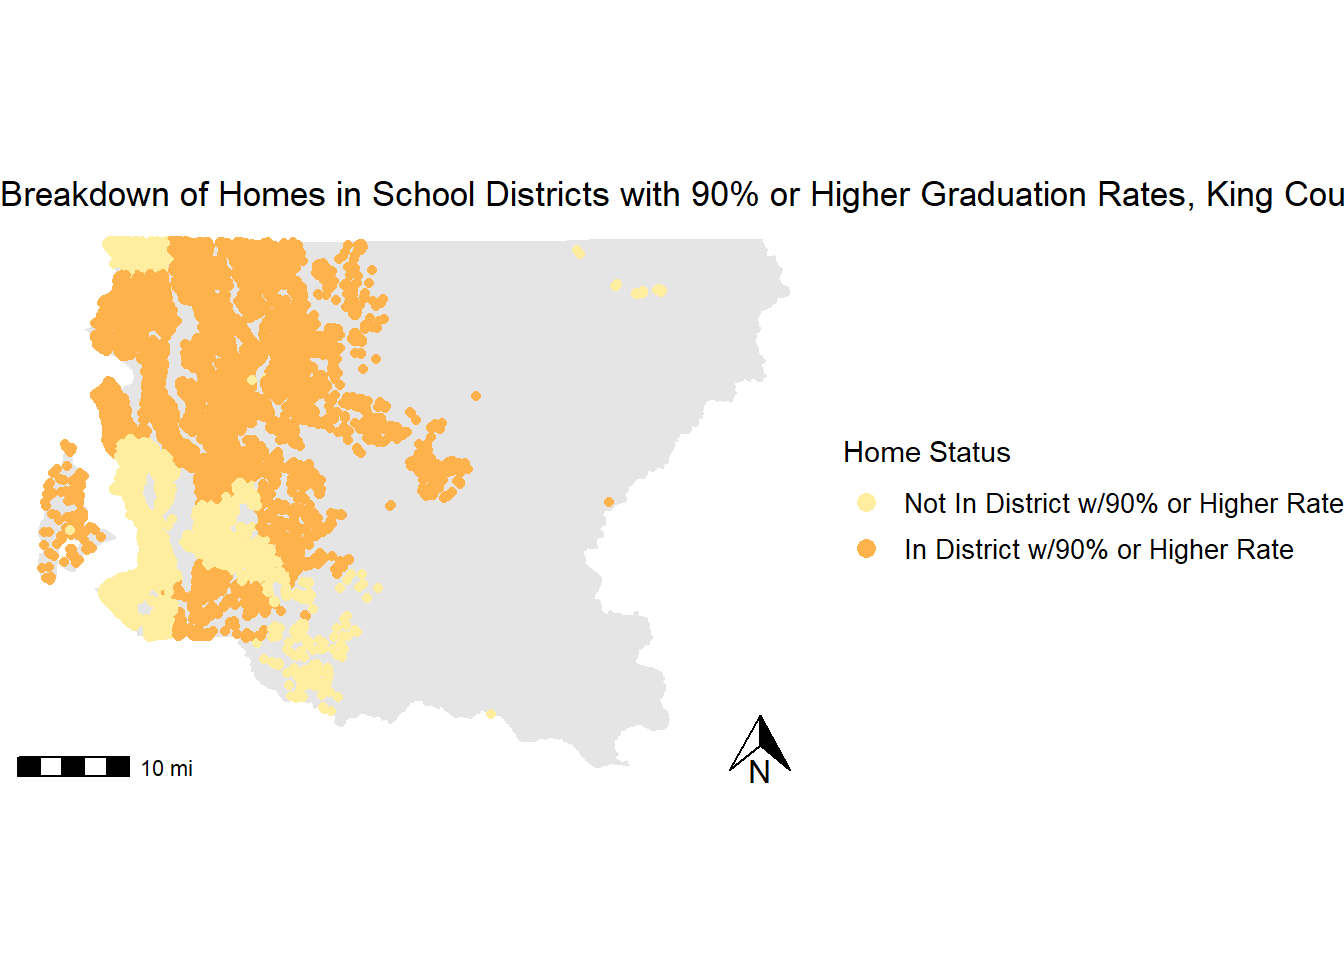 Breakdown of Homes in School Districts with 90% or Higher Graduation Rates, King Cou
Home Status
Not In District w/90% or Higher Rate
In District w/90% or Higher Rate
10 mi
N